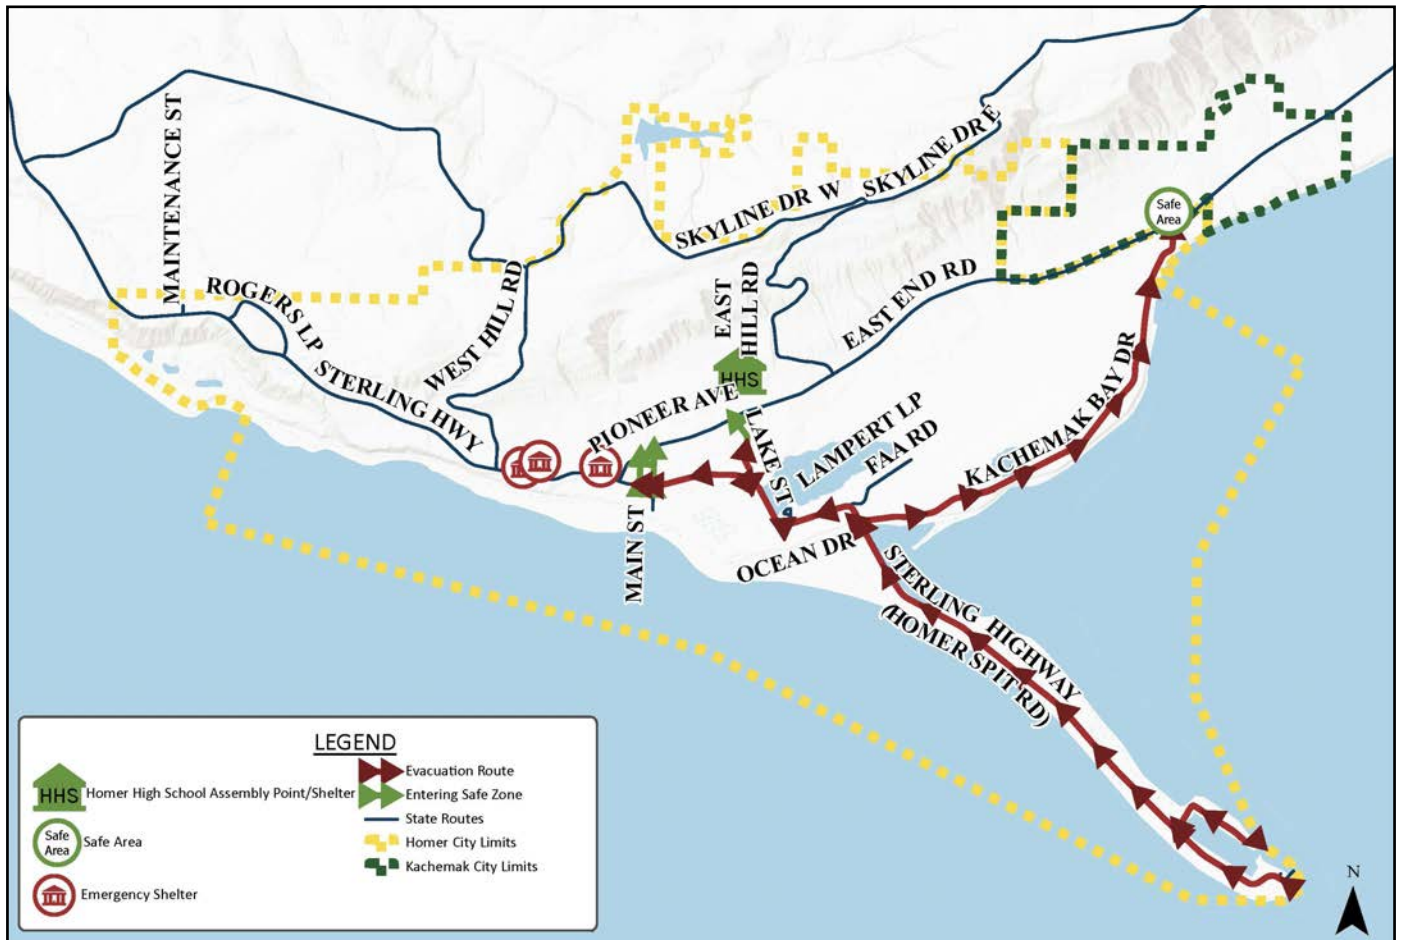 MAINTENANCE ST
ROGERS LP
STERLING HWY
WEST HILL RD
SKYLINE DR W
SKYLINE DR E
EAST
HILL RD
EAST END RD
Safe
Area
HHS
PIONEER AVE
LAKE ST
LAMPERT LP
FAA RD
KACHEMAK BAY DR
MAIN ST
OCEAN DR
STERLING HIGHWAY
(HOMER SPIT RD)
LEGEND
HHS Homer High School Assembly Point/Shelter
Safe
Area
Safe Area
Emergency Shelter
Evacuation Route
Entering Safe Zone
State Routes
Homer City Limits
Kachemak City Limits
N